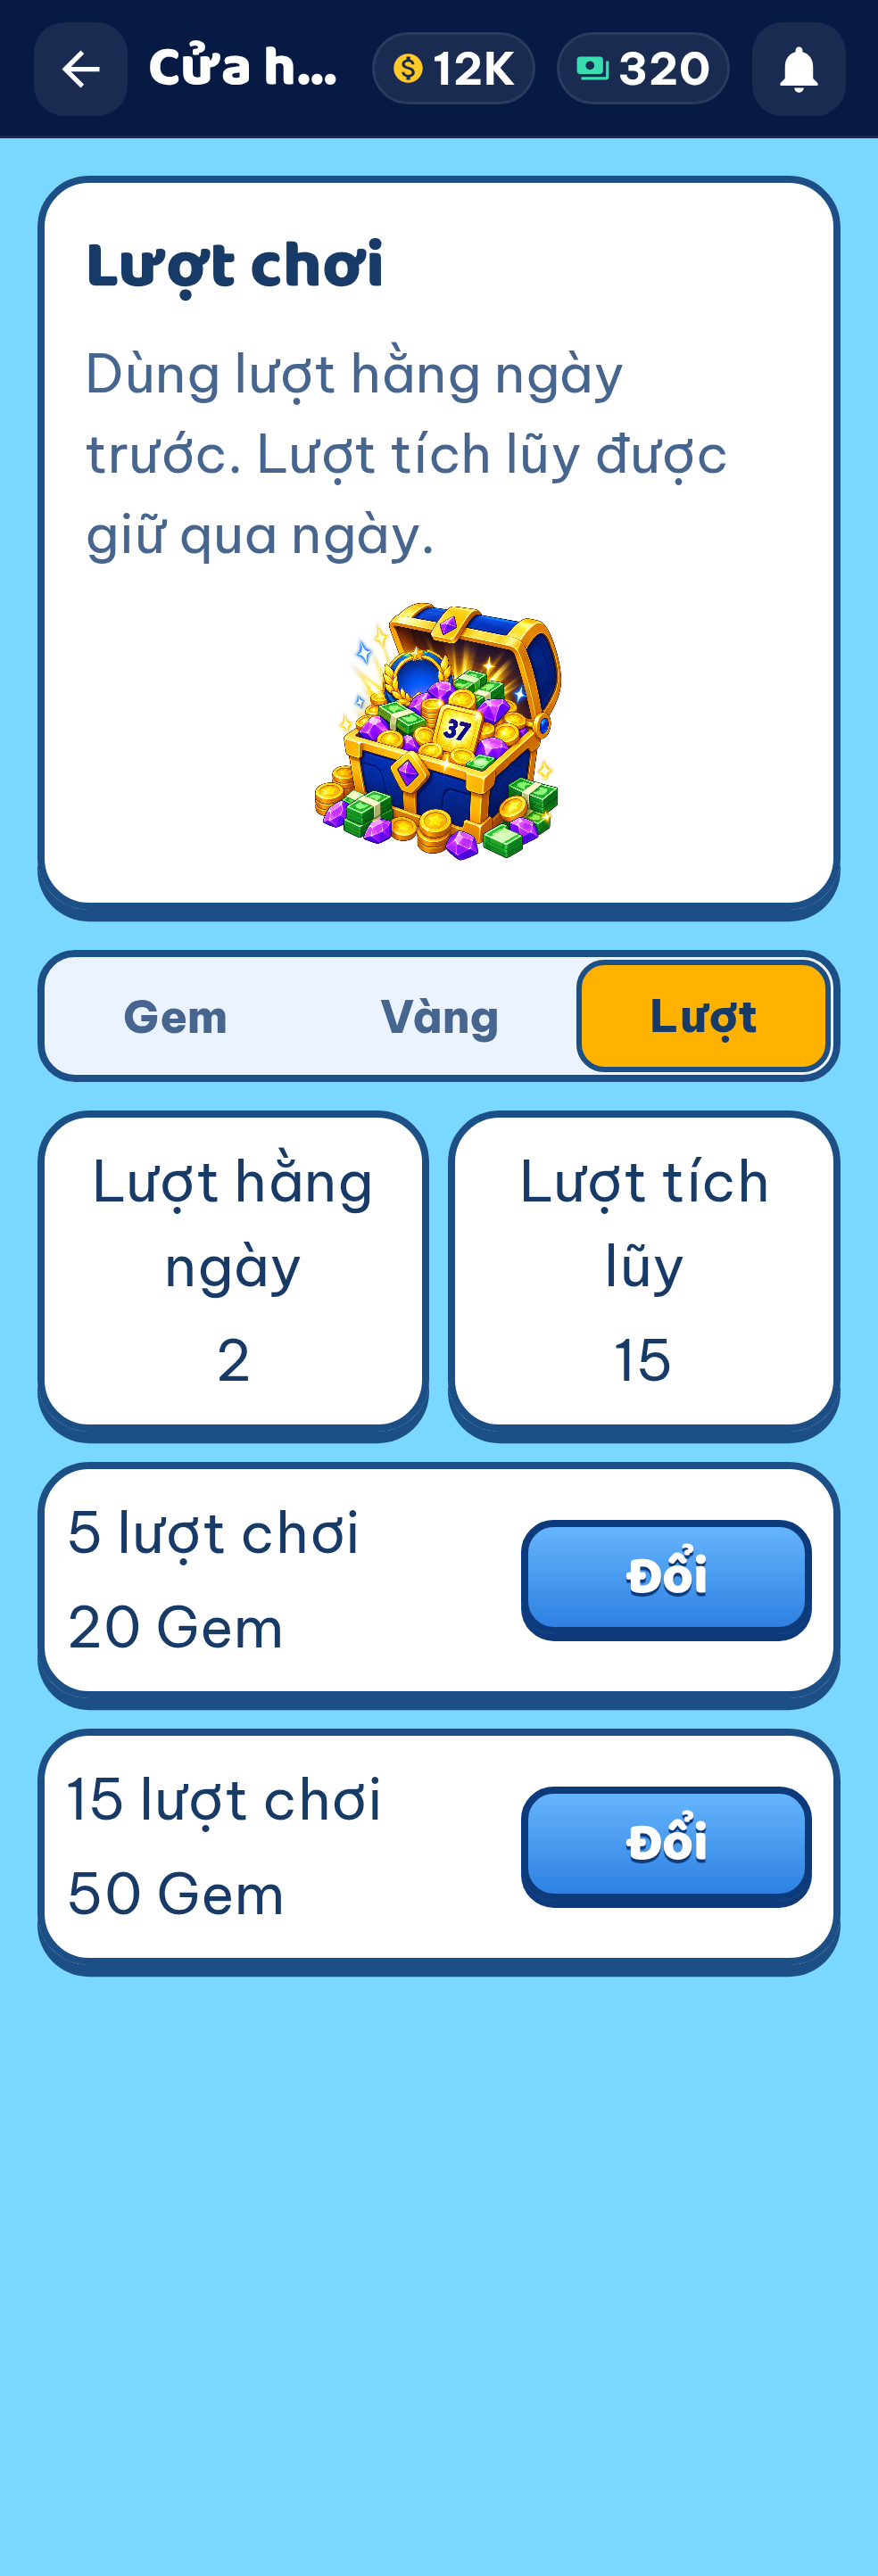 Cửa h...
12K
320
Lượt chơi
Dùng lượt hằng ngày
trước. Lượt tích lũy được
giữ qua ngày.
37
Gem
Vàng
Lượt
Lượt hằng
ngày
2
Lượt tích
lũy
15
5 lượt chơi
20 Gem
Đổi
15 lượt chơi
50 Gem
Đổi